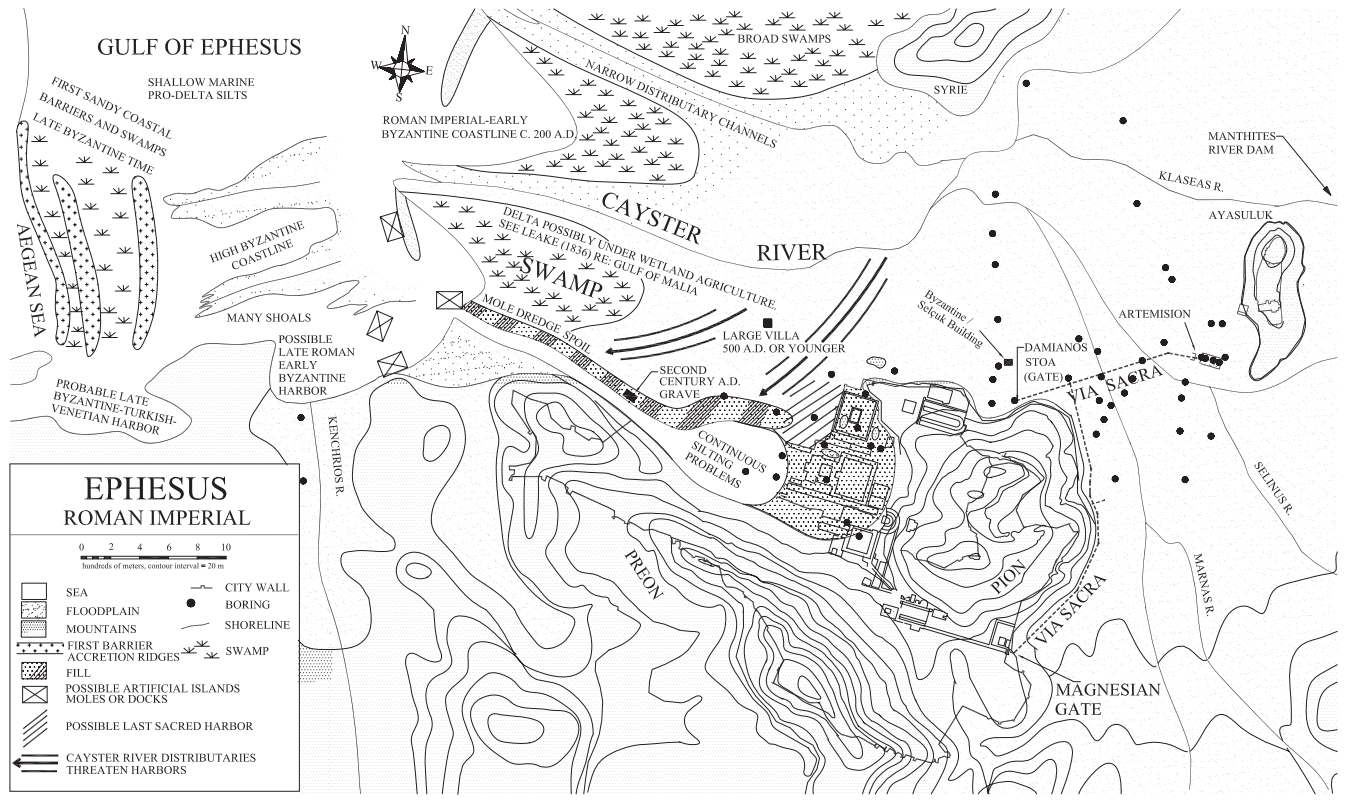 GULF OF EPHESUS
SHALLOW MARINE
PRO-DELTA SILTS
FIRST SANDY COASTAL
BARRIERS AND SWAMPS
LATE BYZANTINE TIME
N
W
E
S
ROMAN IMPERIAL-EARLY
BYZANTINE COASTLINE C. 200 A.D.
NARROW DISTRIBUTARY CHANNELS
BROAD SWAMPS
SYRIE
MANTHITES
RIVER DAM
KLASEAS R.
AYASULUK
CAYSTER
RIVER
AEGEAN SEA
HIGH BYZANTINE
COASTLINE
MANY SHOALS
DELTA POSSIBLY UNDER WETLAND AGRICULTURE.
SEE LEAKE (1836) RE: GULF OF MALIA
SWAMP
MOLE DREDGE SPOIL
LARGE VILLA
500 A.D. OR YOUNGER
Byzantine /
Selçuk Building
ARTEMISION
DAMIANOS
STOA
(GATE)
VIA SACRA
POSSIBLE
LATE ROMAN
EARLY
BYZANTINE
HARBOR
SECOND
CENTURY A.D.
GRAVE
PROBABLE LATE
BYZANTINE-TURKISH-
VENETIAN HARBOR
KENCHRIOS R.
CONTINUOUS
SILTING
PROBLEMS
SELINUS R.
PREON
PION
VIA SACRA
MARNAS R.
MAGNESIAN
GATE
EPHESUS
ROMAN IMPERIAL
0 2 4 6 8 10
hundreds of meters, contour interval = 20 m
SEA
FLOODPLAIN
MOUNTAINS
FIRST BARRIER
ACCRETION RIDGES
FILL
CITY WALL
BORING
SHORELINE
SWAMP
POSSIBLE ARTIFICIAL ISLANDS
MOLES OR DOCKS
POSSIBLE LAST SACRED HARBOR
CAYSTER RIVER DISTRIBUTARIES
THREATEN HARBORS